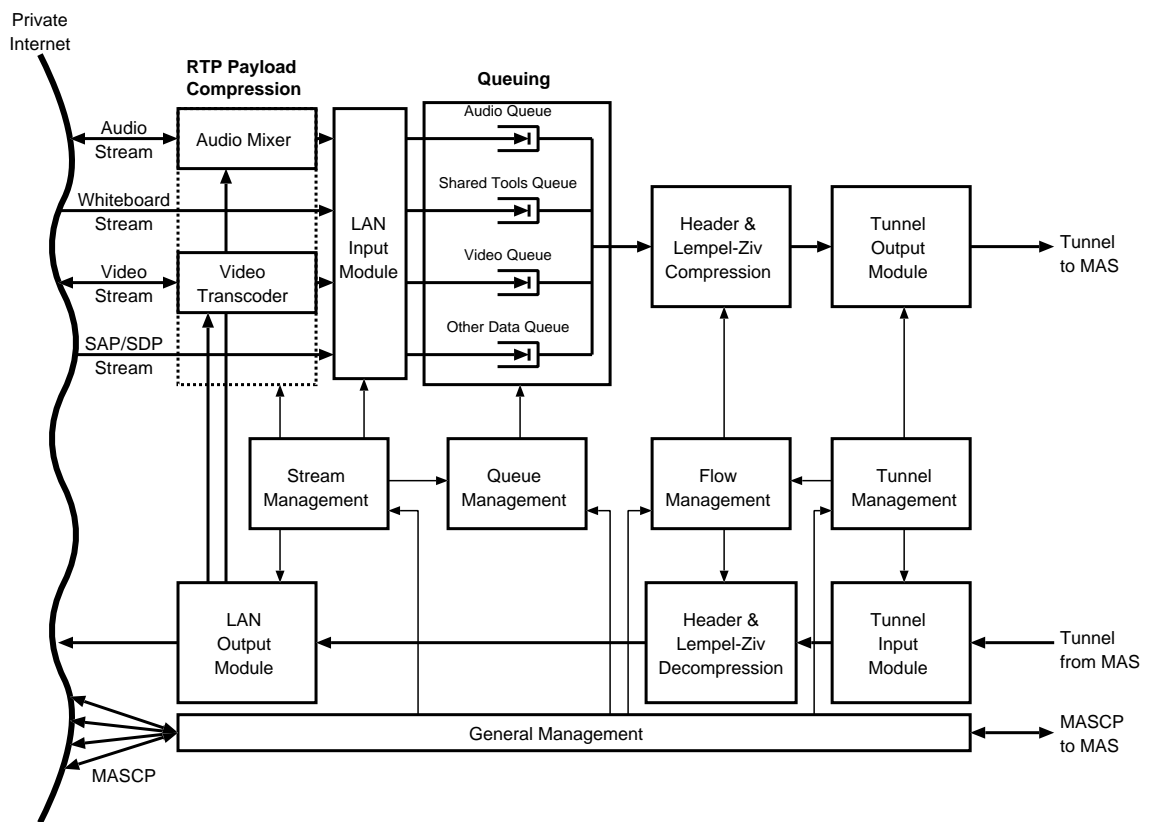 Private
Internet
RTP Payload
Compression
Queuing
Audio
Stream
Audio Mixer
Whiteboard
Stream
Video
Stream
Video
Transcoder
SAP/SDP
Stream
LAN
Input
Module
Audio Queue
Shared Tools Queue
Video Queue
Other Data Queue
Header &
Lempel-Ziv
Compression
Tunnel
Output
Module
Tunnel
to MAS
Stream
Management
Queue
Management
Flow
Management
Tunnel
Management
LAN
Output
Module
Header &
Lempel-Ziv
Decompression
Tunnel
Input
Module
Tunnel
from MAS
General Management
MASCP
to MAS
MASCP